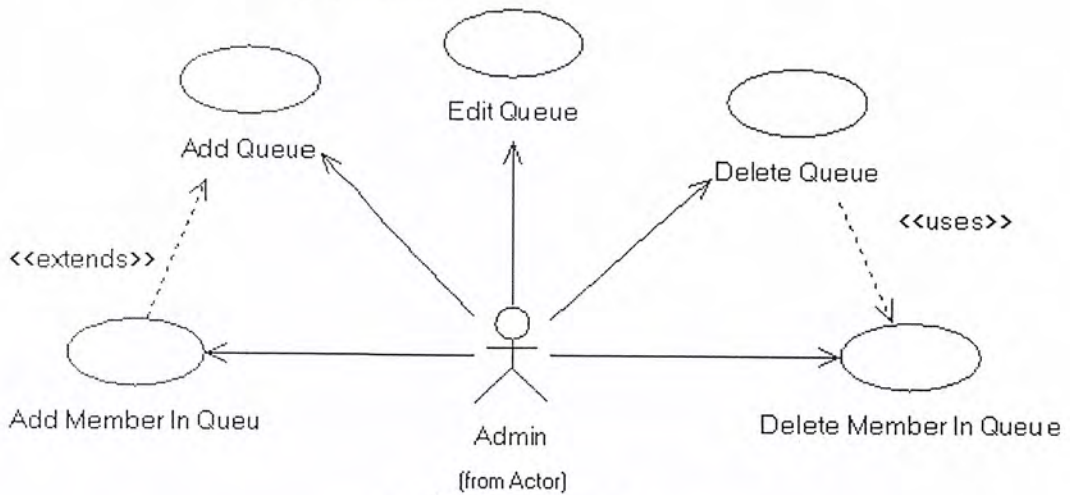 Edit Queue
Add Queue
Delete Queue
<<extends>>
<<uses>>
Add Member In Queu
Admin
(from Actor)
Delete Member In Queue